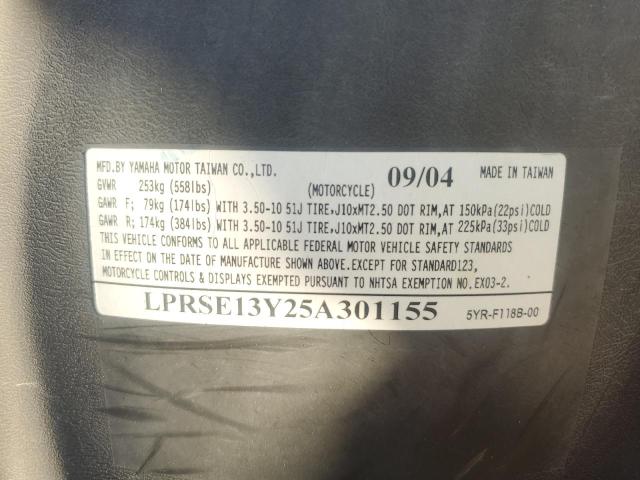 MFD.BY YAMAHA MOTOR TAIWAN CO.,LTD. 09/04 MADE IN TAIWAN
GVWR 253kg (558lbs) (MOTORCYCLE)
GAWR F; 79kg (174lbs) WITH 3.50-10 51J TIRE,J10xMT2.50 DOT RIM,AT 150kPa(22psi)COLD
GAWR R; 174kg (384lbs) WITH 3.50-10 51J TIRE,J10xMT2.50 DOT RIM,AT 225kPa(33psi)COLD
THIS VEHICLE CONFORMS TO ALL APPLICABLE FEDERAL MOTOR VEHICLE SAFETY STANDARDS
IN EFFECT ON THE DATE OF MANUFACTURE SHOWN ABOVE.EXCEPT FOR STANDARD123,
MOTORCYCLE CONTROLS & DISPLAYS EXEMPTED PURSUANT TO NHTSA EXEMPTION NO.EX03-2.
LPRSE13Y25A301155 5YR-F118B-00